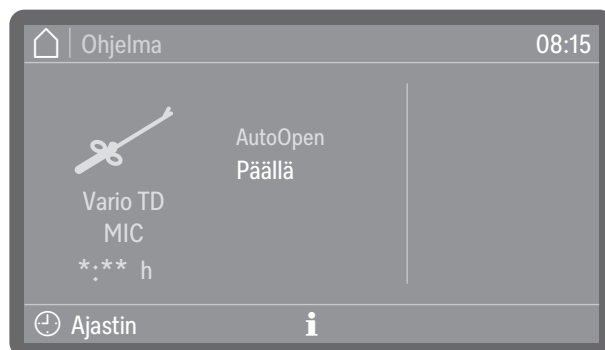 Ohjelma 08:15
AutoOpen
Päällä
Vario TD
MIC
*:** h
Ajastin i